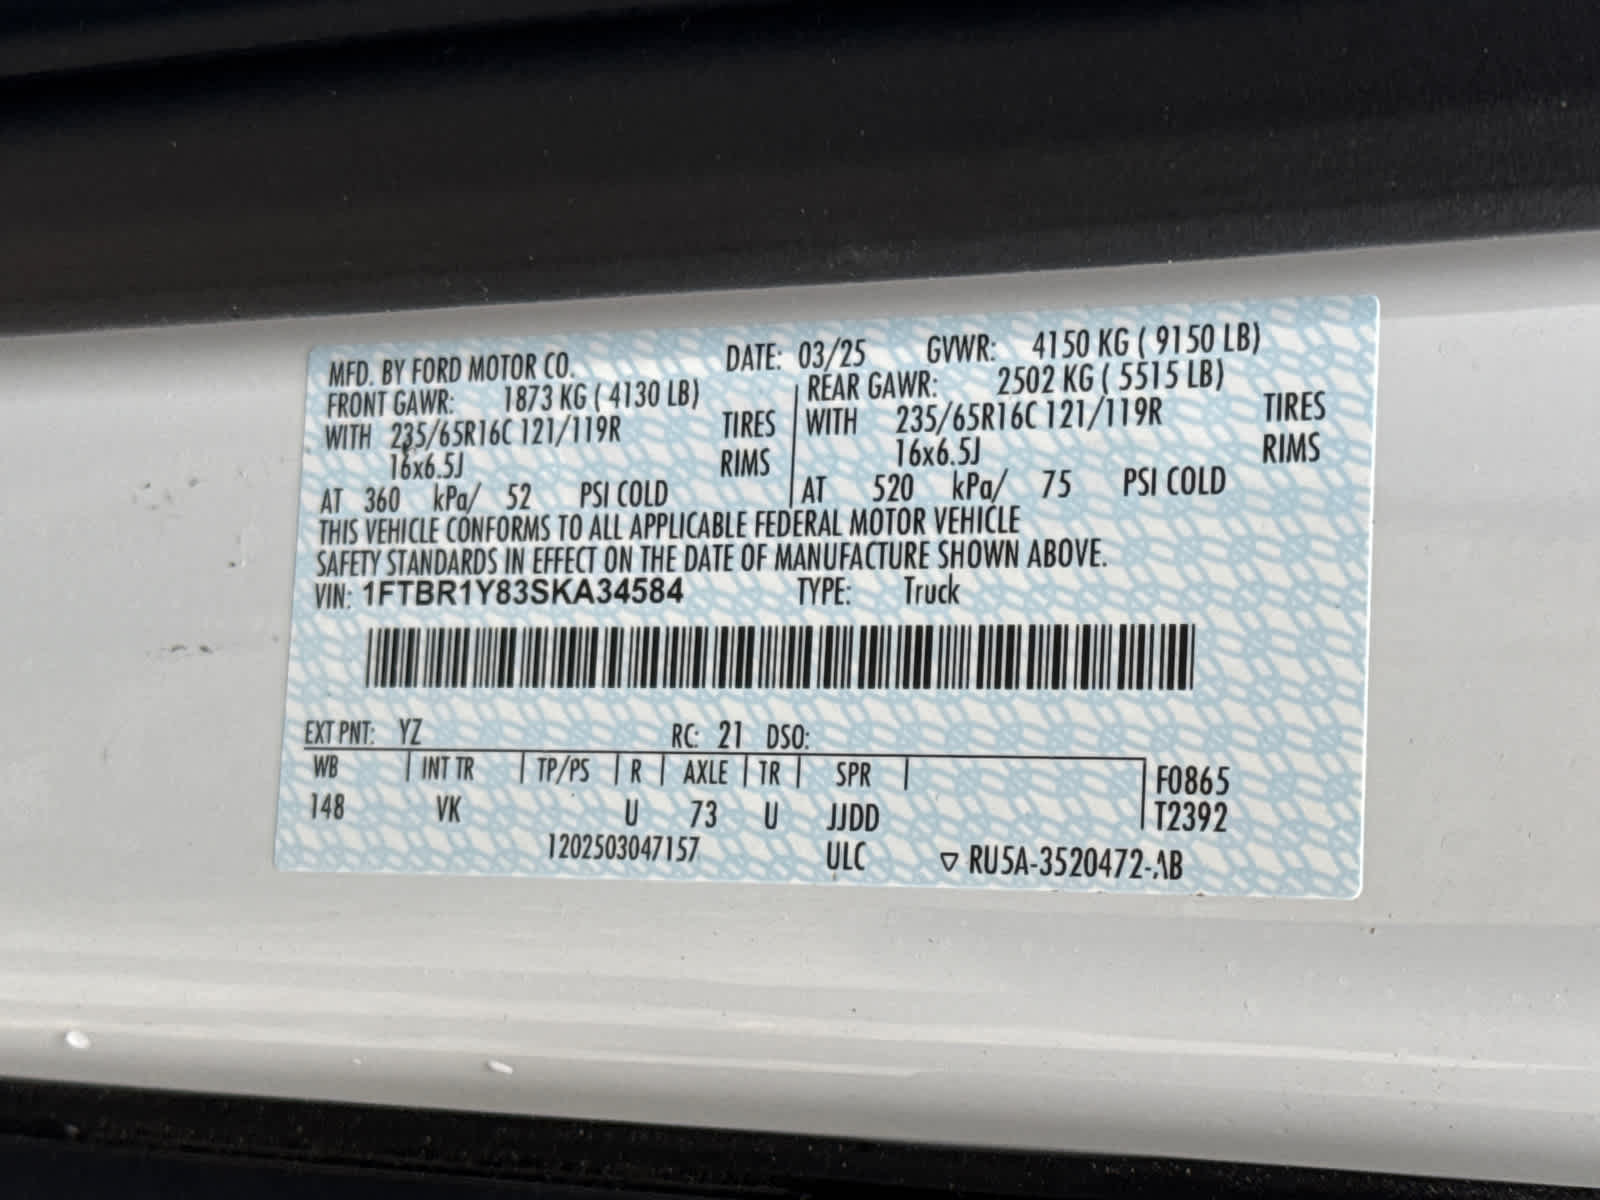 MFD. BY FORD MOTOR CO. DATE: 03/25 GVWR: 4150 KG ( 9150 LB)
FRONT GAWR: 1873 KG ( 4130 LB) REAR GAWR: 2502 KG ( 5515 LB)
WITH 235/65R16C 121/119R TIRES WITH 235/65R16C 121/119R TIRES
16x6.5J RIMS 16x6.5J RIMS
AT 360 kPa/ 52 PSI COLD AT 520 kPa/ 75 PSI COLD
THIS VEHICLE CONFORMS TO ALL APPLICABLE FEDERAL MOTOR VEHICLE
SAFETY STANDARDS IN EFFECT ON THE DATE OF MANUFACTURE SHOWN ABOVE.
VIN: 1FTBR1Y83SKA34584 TYPE: Truck
EXT PNT: YZ RC: 21 DSO:
WB INT TR TP/PS R AXLE TR SPR F0865
148 VK U 73 U JJDD T2392
1202503047157 ULC ▽ RU5A-3520472-AB